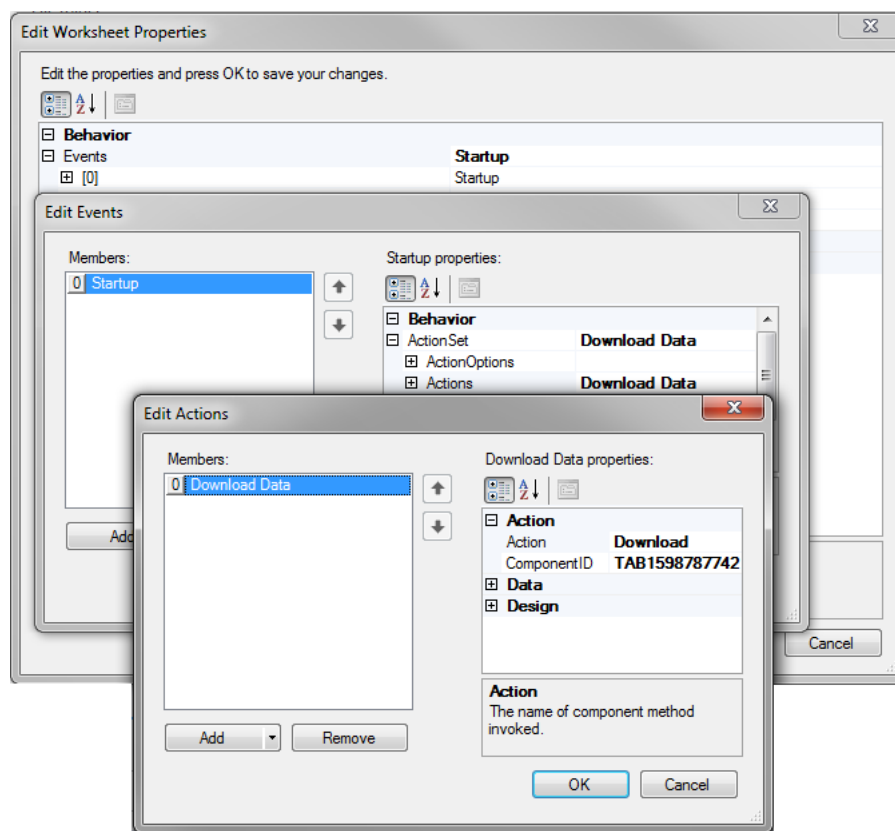 Edit Worksheet Properties
Edit the properties and press OK to save your changes.
Behavior
Events Startup
[0] Startup
Edit Events
Members:
0 Startup
Startup properties:
Behavior
ActionSet Download Data
ActionOptions
Actions Download Data
Add
Edit Actions
Members:
0 Download Data
Download Data properties:
Action
Action Download
ComponentID TAB1598787742
Data
Design
Action
The name of component method
invoked.
Add
Remove
OK
Cancel
Cancel